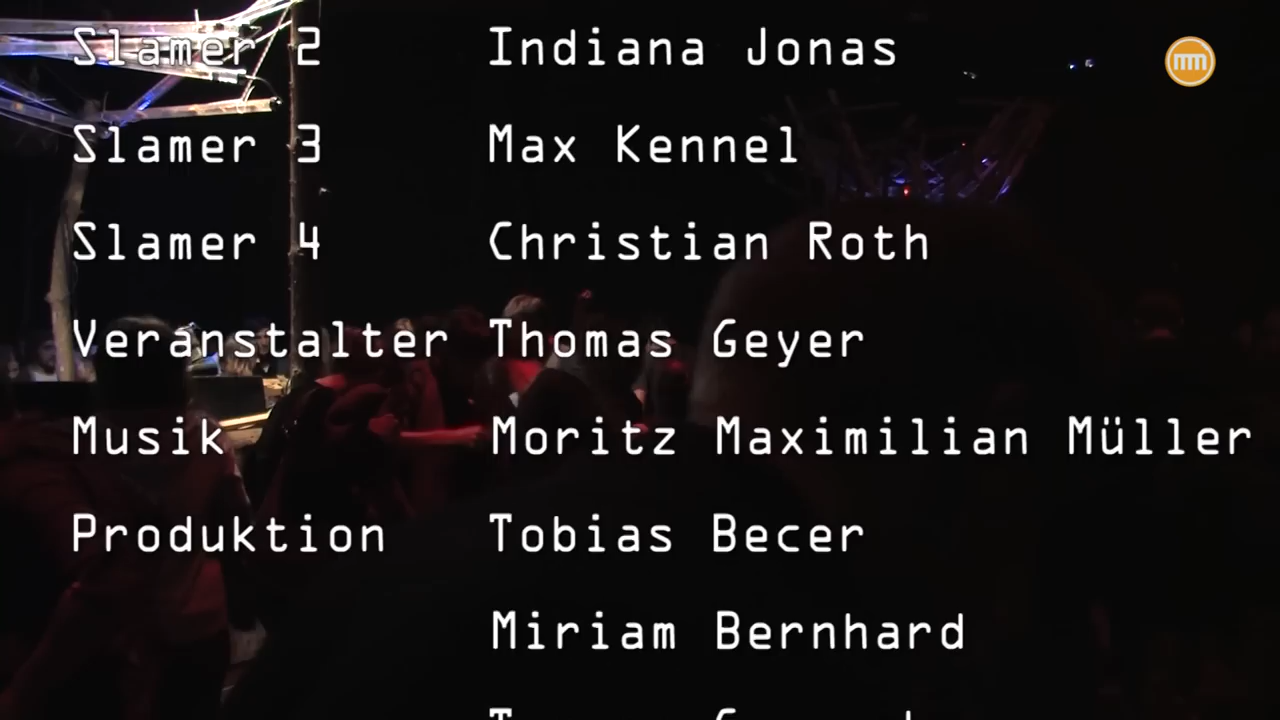 Slamer 2 Indiana Jonas
Slamer 3 Max Kennel
Slamer 4 Christian Roth
Veranstalter Thomas Geyer
Musik Moritz Maximilian Müller
Produktion Tobias Becer
Miriam Bernhard